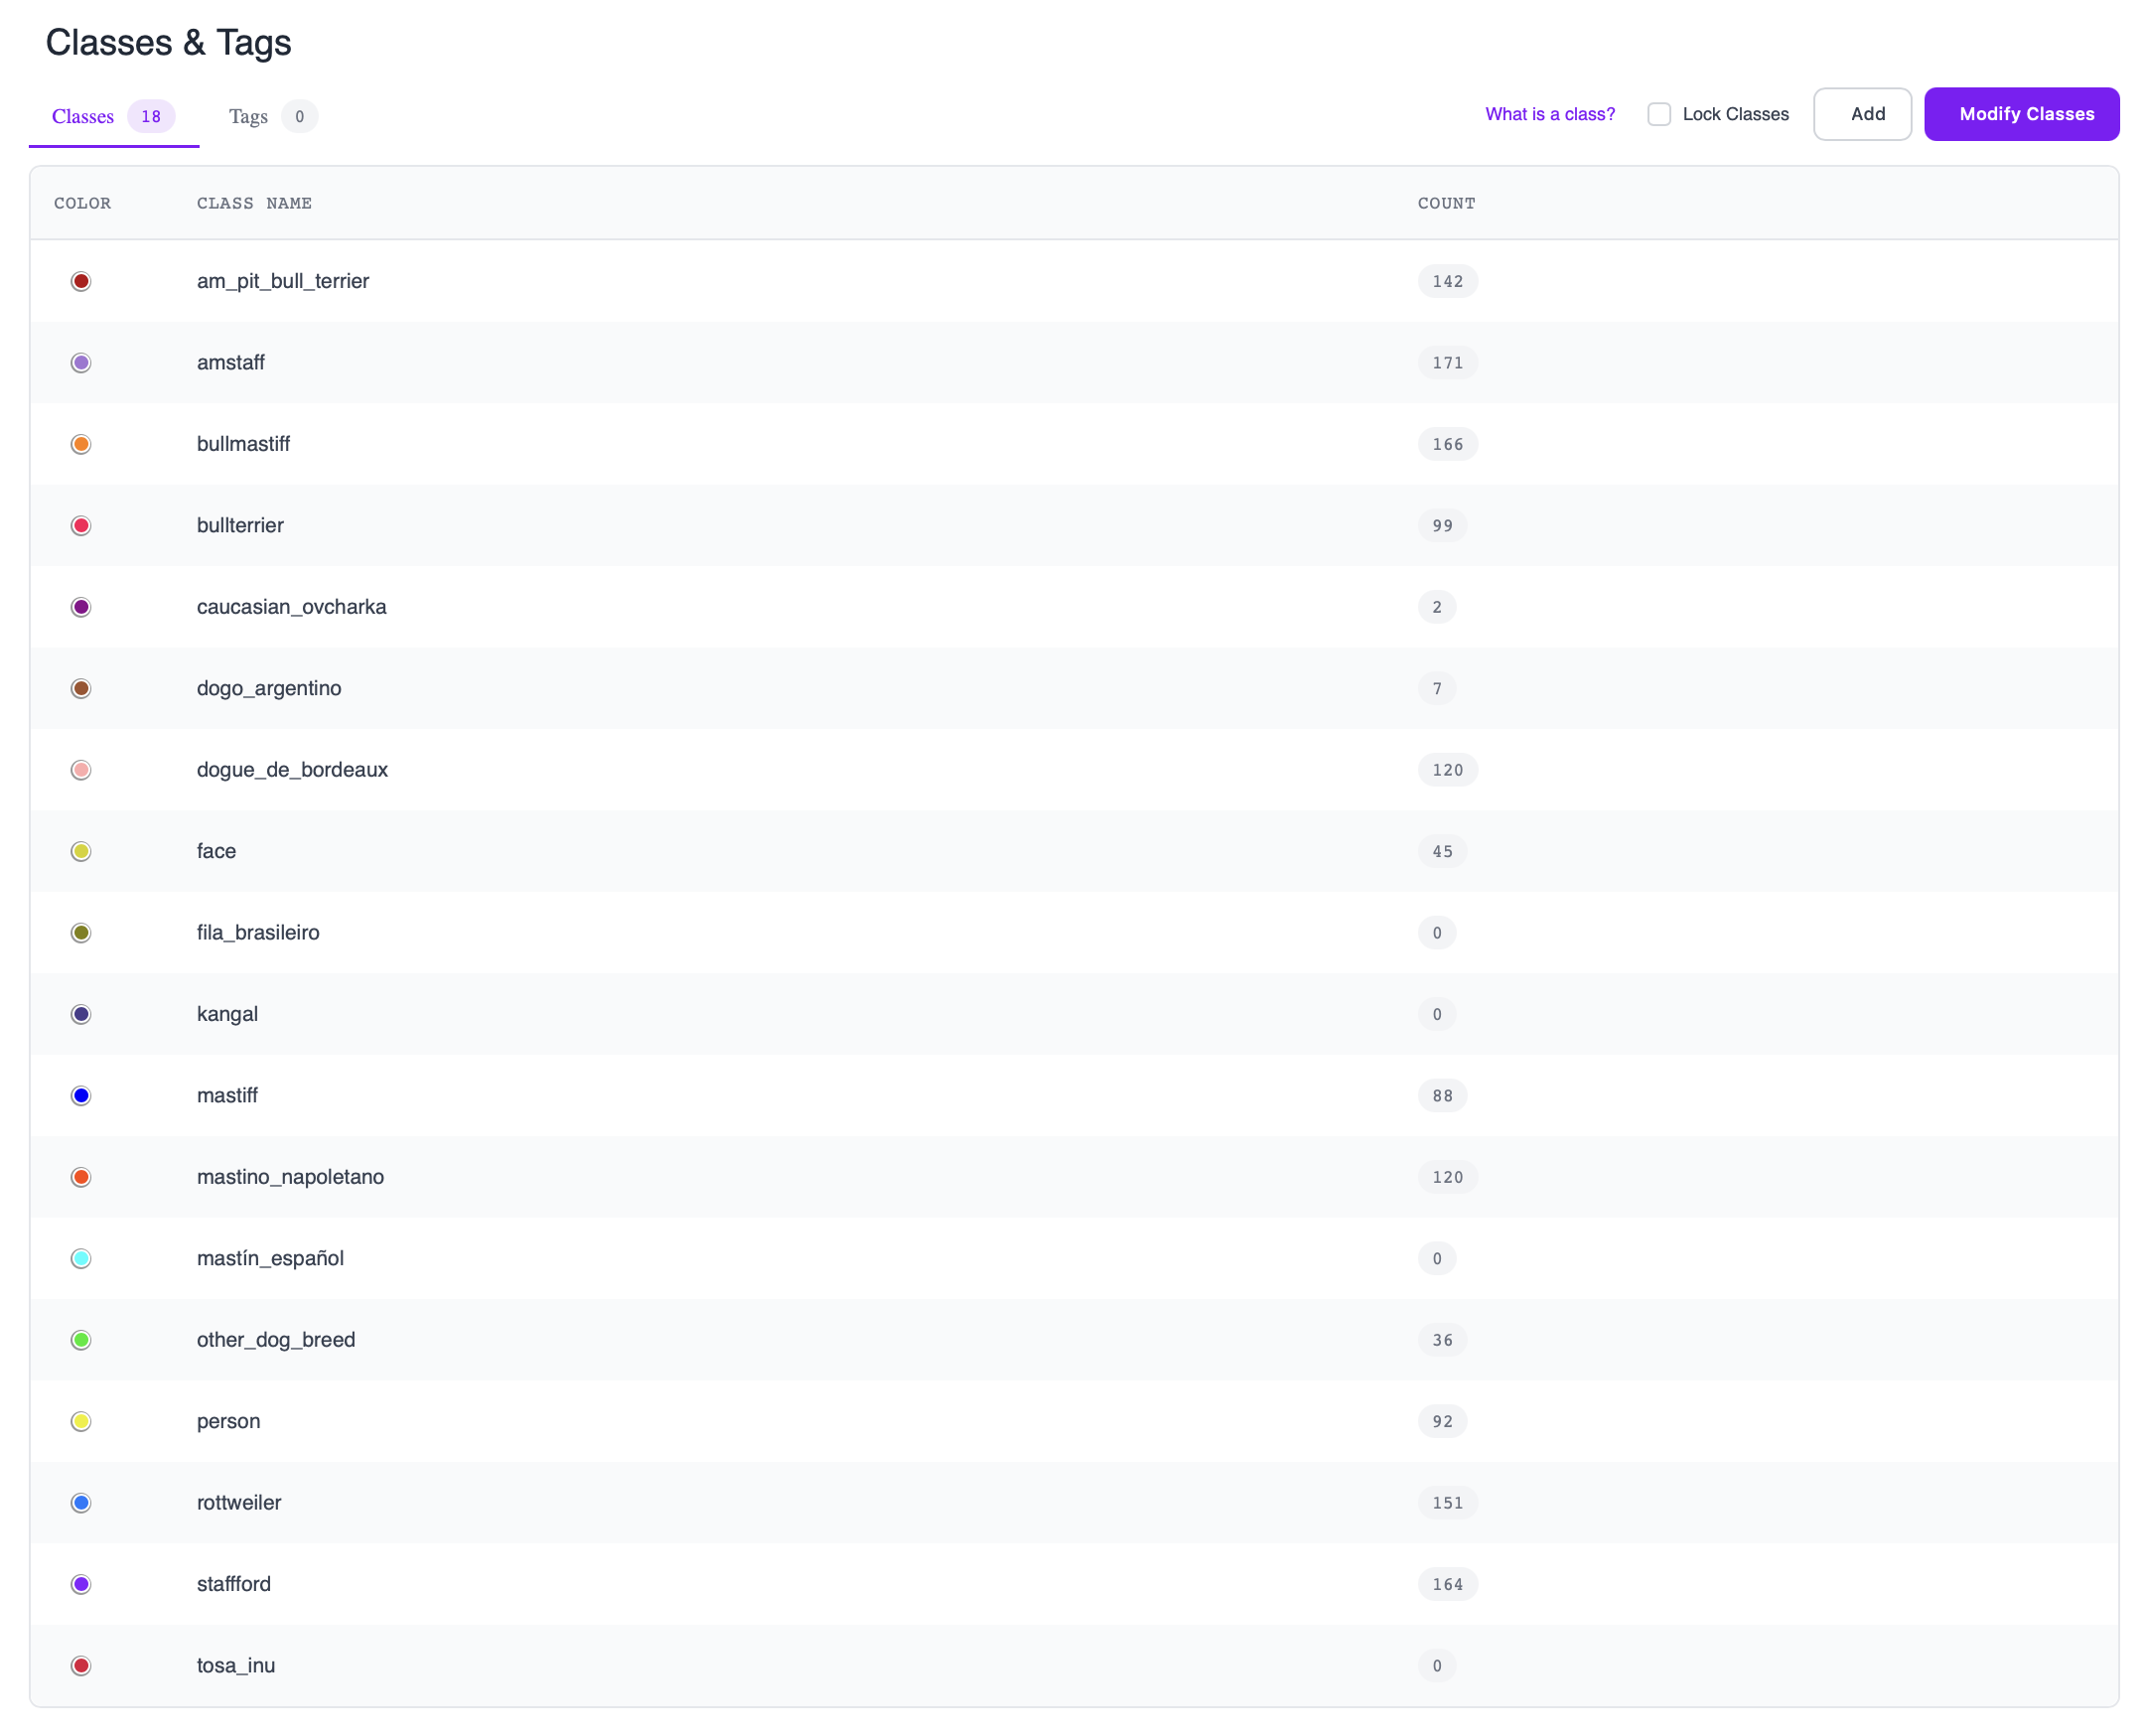 Classes & Tags
Classes 18 Tags 0 What is a class? Lock Classes Add Modify Classes
COLOR CLASS NAME COUNT
am_pit_bull_terrier 142
amstaff 171
bullmastiff 166
bullterrier 99
caucasian_ovcharka 2
dogo_argentino 7
dogue_de_bordeaux 120
face 45
fila_brasileiro 0
kangal 0
mastiff 88
mastino_napoletano 120
mastín_español 0
other_dog_breed 36
person 92
rottweiler 151
staffford 164
tosa_inu 0